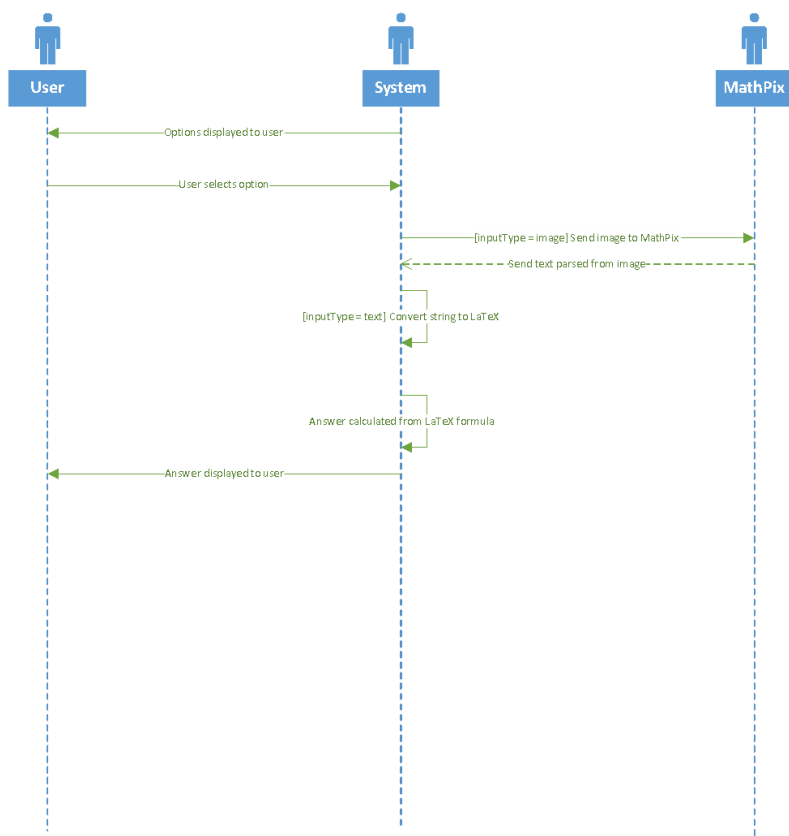 User
System
MathPix
Options displayed to user
User selects option
[inputType = image] Send image to MathPix
Send text parsed from image
[inputType = text] Convert string to LaTeX
Answer calculated from LaTeX formula
Answer displayed to user